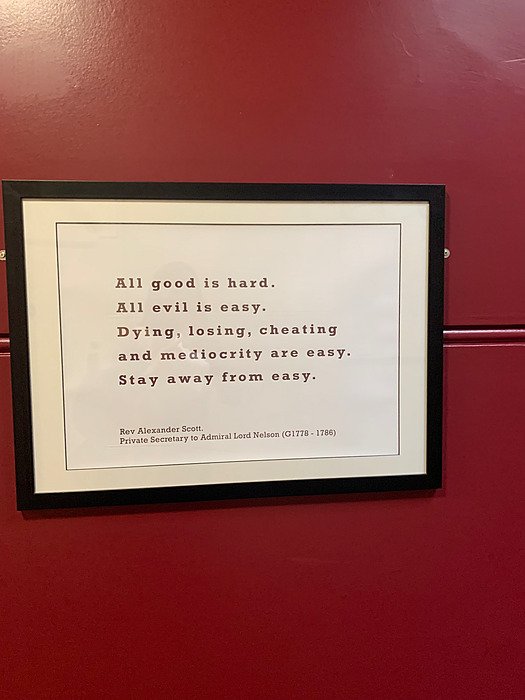 All good is hard.
All evil is easy.
Dying, losing, cheating
and mediocrity are easy.
Stay away from easy.
Rev Alexander Scott.
Private Secretary to Admiral Lord Nelson (G1778 - 1786)